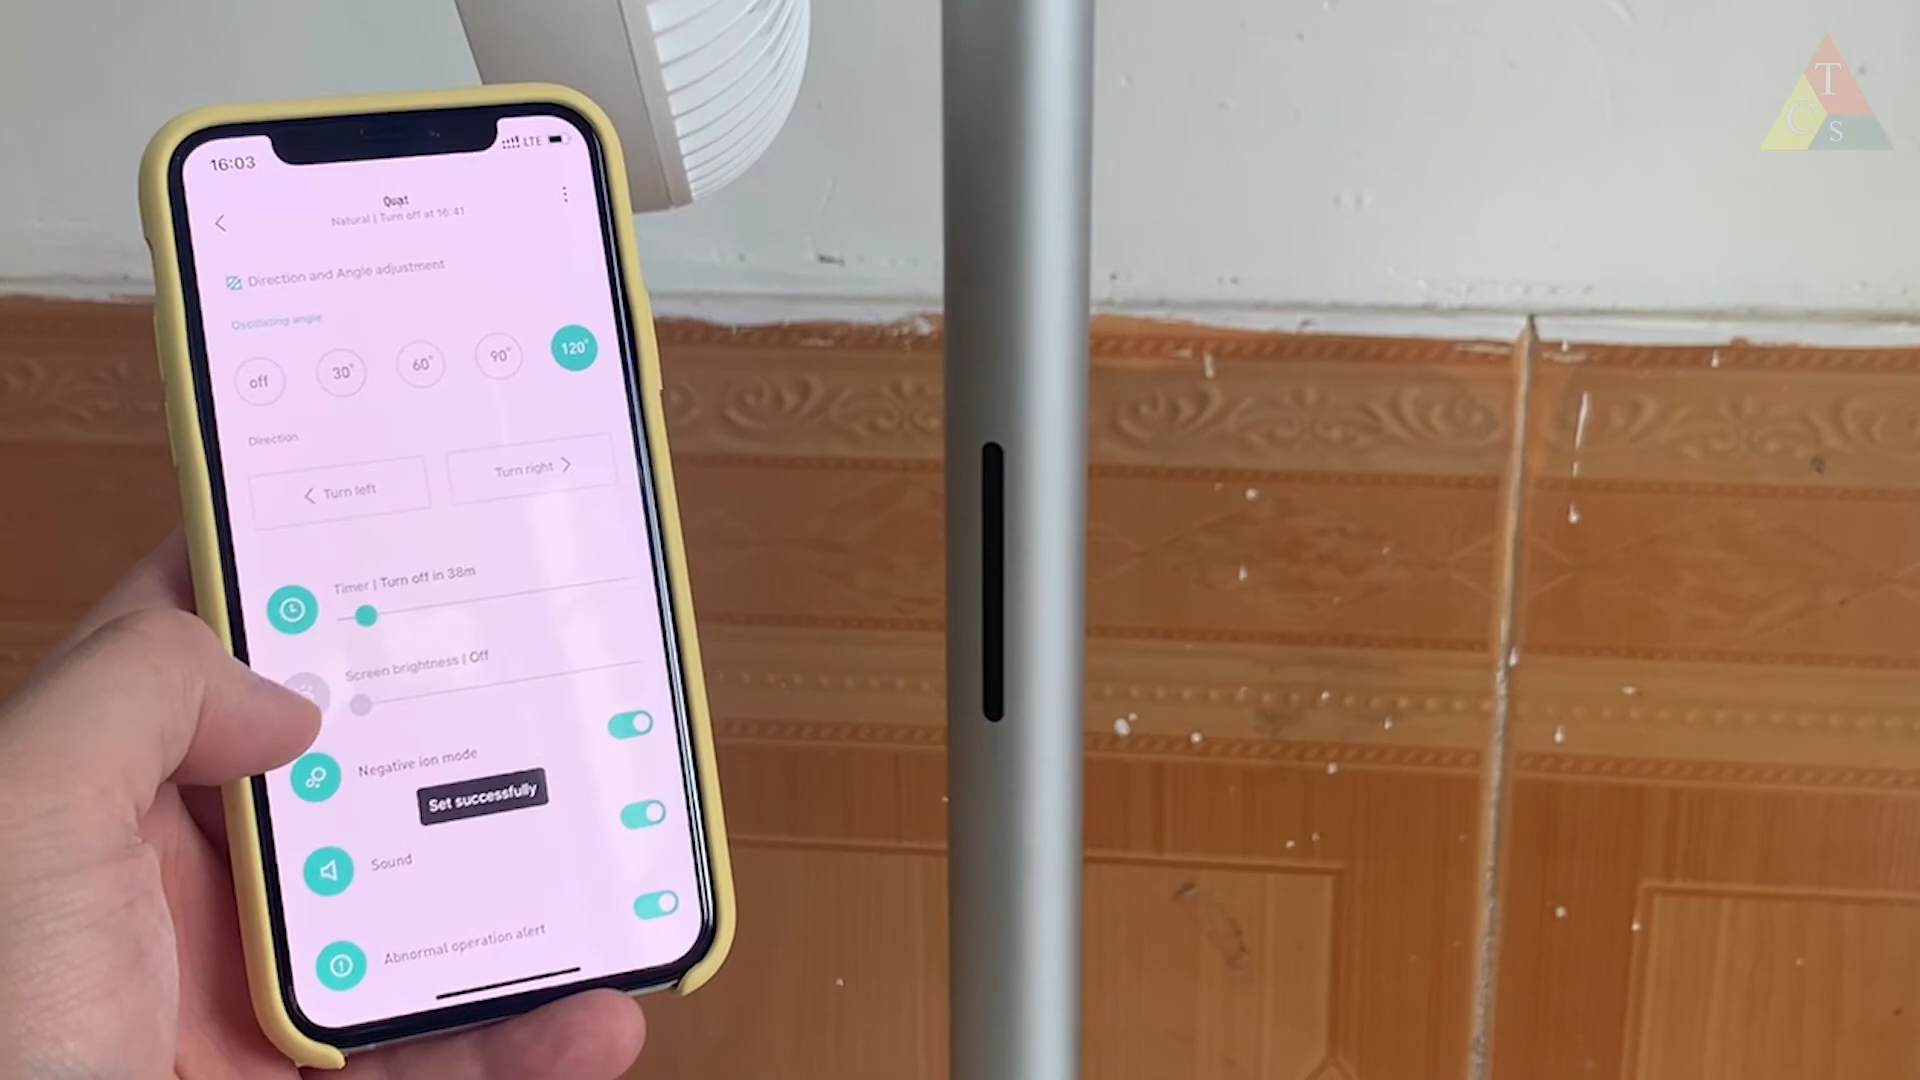 16:03
LTE
Quạt
Natural | Turn off at 16:41
Direction and Angle adjustment
Oscillating angle
off 30° 60° 90° 120°
Direction
Turn left
Turn right
Timer | Turn off in 38m
Screen brightness | Off
Negative ion mode
Set successfully
Sound
Abnormal operation alert
T
C S